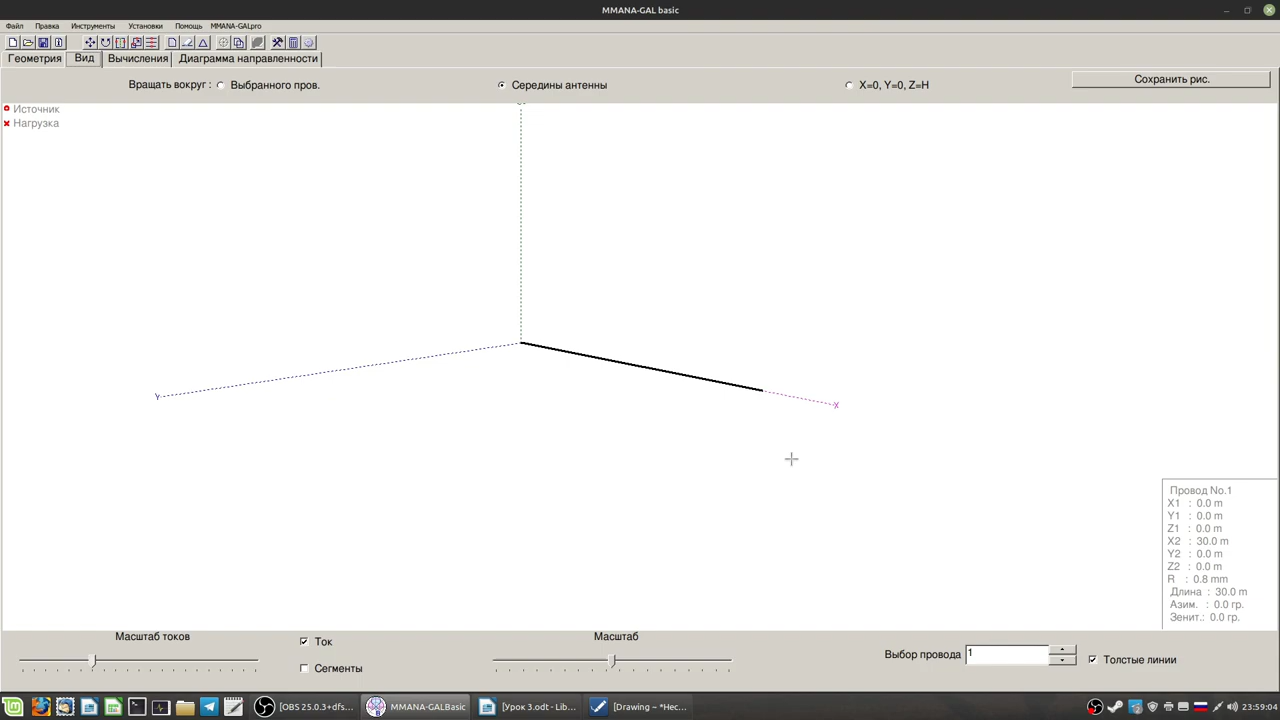 MMANA-GAL basic
Файл Правка Инструменты Установки Помощь MMANA-GALpro
Геометрия Вид Вычисления Диаграмма направленности
Вращать вокруг : Выбранного пров. Середины антенны X=0, Y=0, Z=H Сохранить рис.
Источник
Нагрузка
Y
X
Провод No.1
X1 : 0.0 m
Y1 : 0.0 m
Z1 : 0.0 m
X2 : 30.0 m
Y2 : 0.0 m
Z2 : 0.0 m
R : 0.8 mm
Длина : 30.0 m
Азим. : 0.0 гр.
Зенит.: 0.0 гр.
Масштаб токов Ток Масштаб
Выбор провода 1 Толстые линии
Сегменты
[OBS 25.0.3+dfs... MMANA-GALBasic [Урок 3.odt - Lib... [Drawing – *Нес... 23:59:04